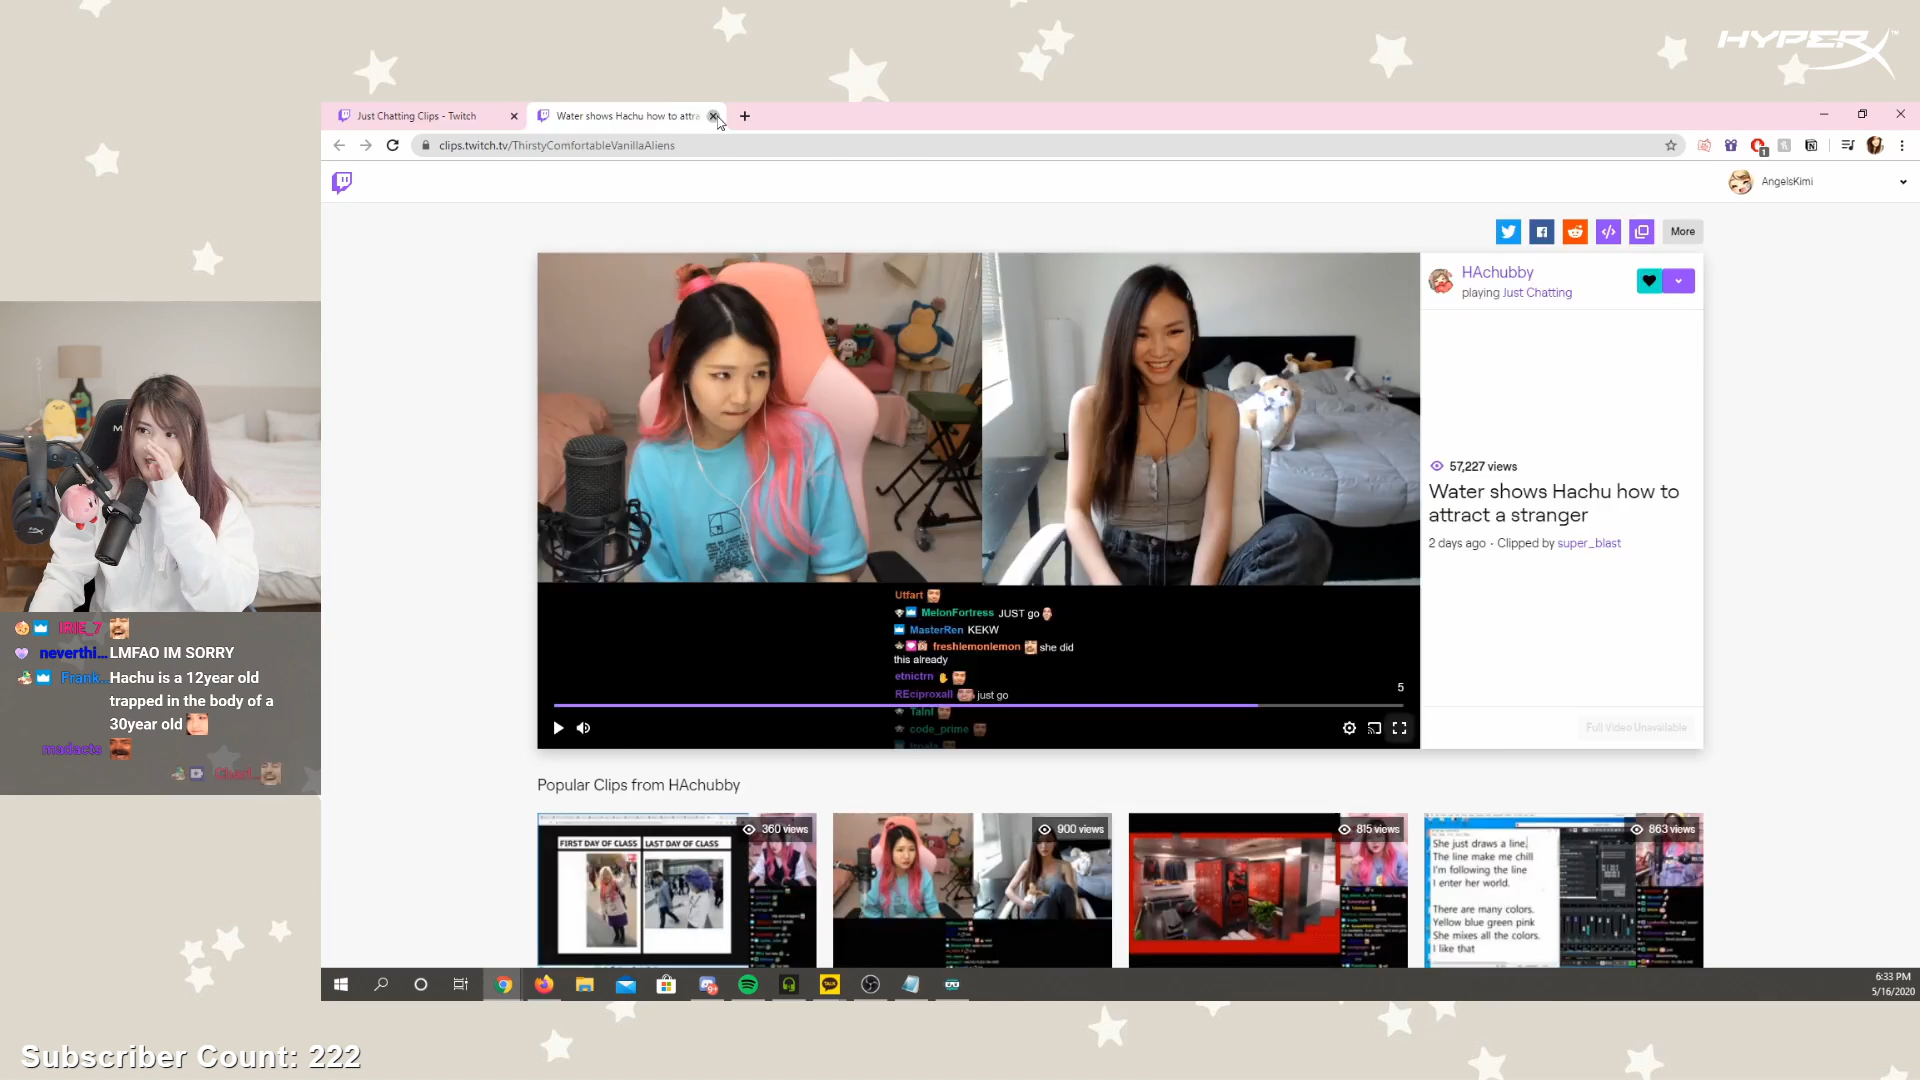 HYPERX
Just Chatting Clips - Twitch
Water shows Hachu how to attra
clips.twitch.tv/ThirstyComfortableVanillaAliens
1
AngelsKimi
More
HAchubby
playing Just Chatting
57,227 views
Water shows Hachu how to
attract a stranger
2 days ago · Clipped by super_blast
Full Video Unavailable
Utfart
MelonFortress JUST go
MasterRen KEKW
freshlemonlemon she did
this already
etnictrn
REciproxall just go
Tainl
code_prime
5
IRIE_7
neverthi... LMFAO IM SORRY
Frank... Hachu is a 12year old
trapped in the body of a
30year old
madacts
Popular Clips from HAchubby
360 views
FIRST DAY OF CLASS
LAST DAY OF CLASS
900 views
815 views
863 views
She just draws a line.
The line make me chill
I'm following the line
I enter her world.
There are many colors.
Yellow blue green pink
She mixes all the colors.
I like that
TALK
6:33 PM
5/16/2020
Subscriber Count: 222